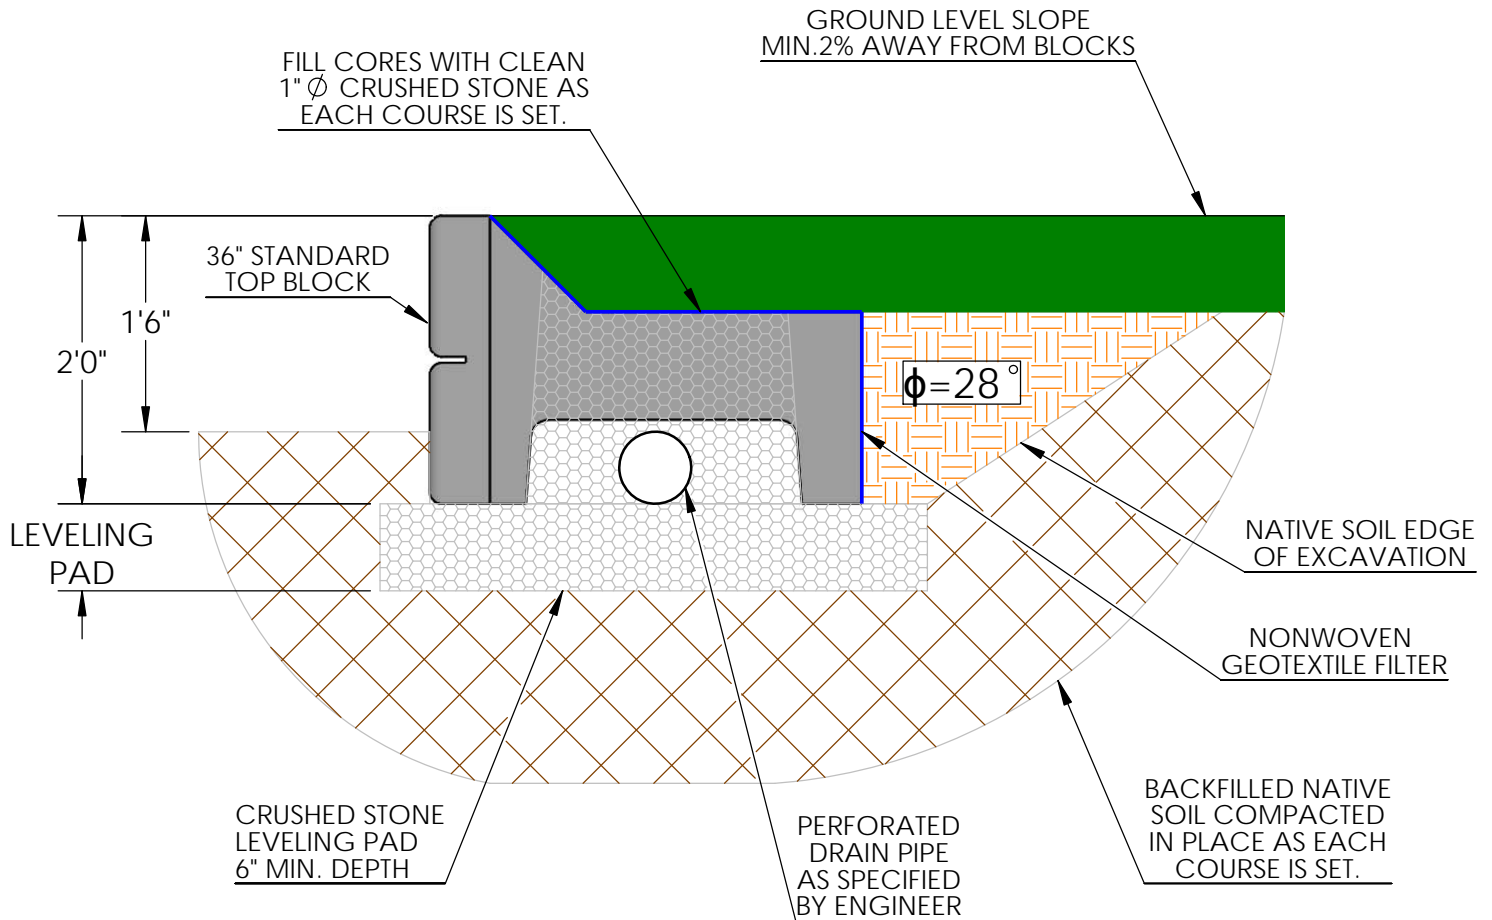 GROUND LEVEL SLOPE
MIN.2% AWAY FROM BLOCKS
FILL CORES WITH CLEAN
1" Ø CRUSHED STONE AS
EACH COURSE IS SET.
36" STANDARD
TOP BLOCK
1'6"
2'0"
ϕ=28°
LEVELING
PAD
NATIVE SOIL EDGE
OF EXCAVATION
NONWOVEN
GEOTEXTILE FILTER
CRUSHED STONE
LEVELING PAD
6" MIN. DEPTH
PERFORATED
DRAIN PIPE
AS SPECIFIED
BY ENGINEER
BACKFILLED NATIVE
SOIL COMPACTED
IN PLACE AS EACH
COURSE IS SET.